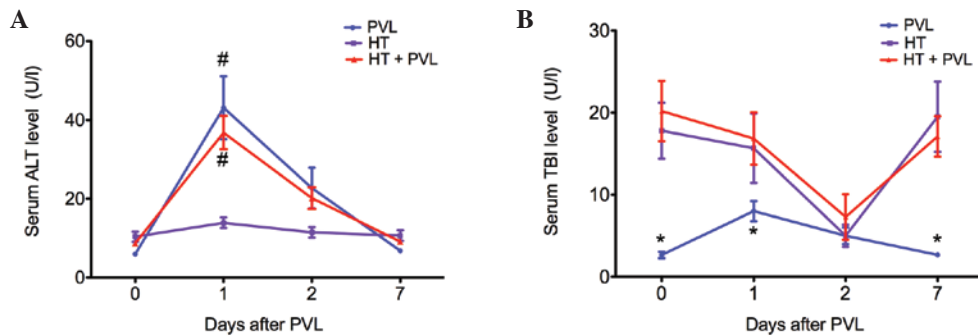 A
PVL
HT
HT + PVL
Serum ALT level (U/l)
60
40
20
0
#
#
0 1 2 7
Days after PVL
B
PVL
HT
HT + PVL
Serum TBI level (U/l)
30
20
10
0
*
*
*
0 1 2 7
Days after PVL